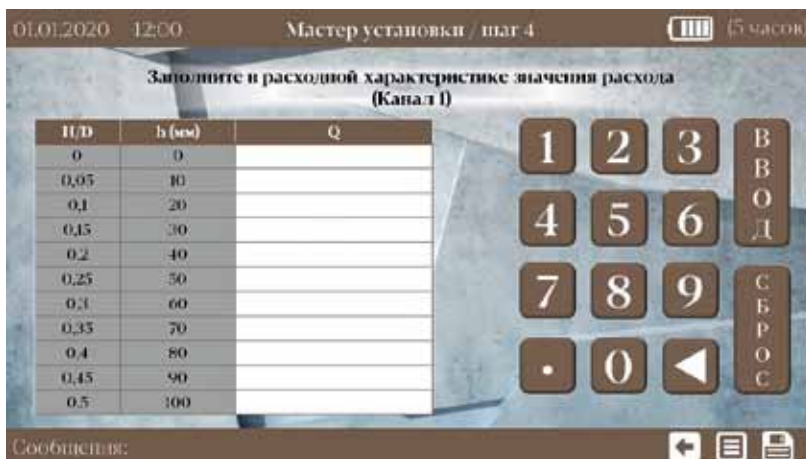 01.01.2020 12:00 Мастер установки / шаг 4 (5 часов)
Заполните в расходной характеристике значения расхода
(Канал 1)
H/D h (мм) Q
0 0
0,05 10
0,1 20
0,15 30
0,2 40
0,25 50
0,3 60
0,35 70
0,4 80
0,45 90
0.5 100
1 2 3
4 5 6
7 8 9
. 0
ВВОД
СБРОС
Сообщения: